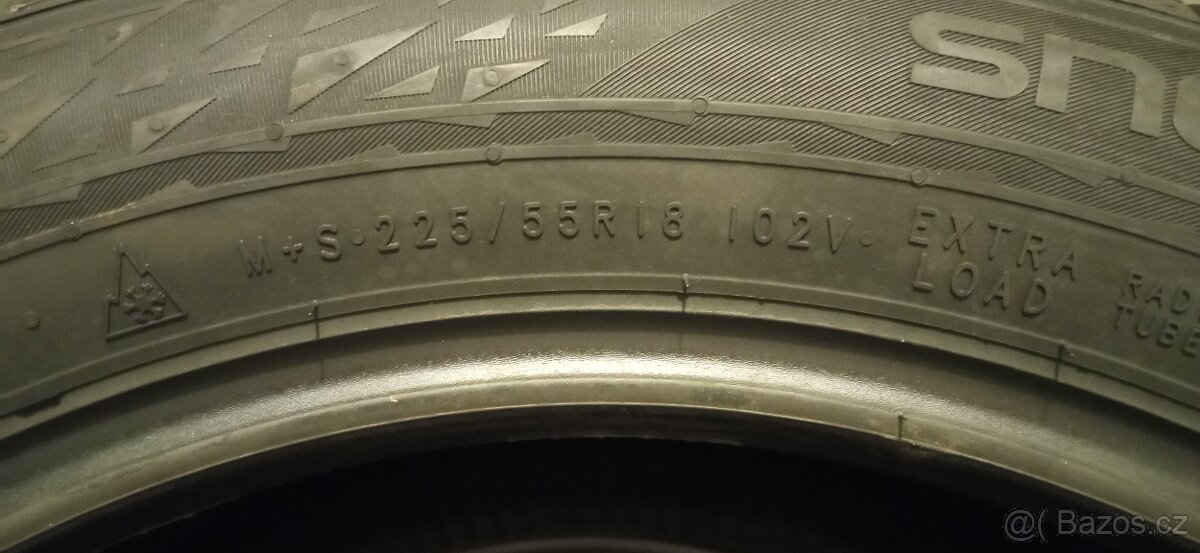 M+S·225/55R18 102V· EXTRA
LOAD
@( Bazos.cz